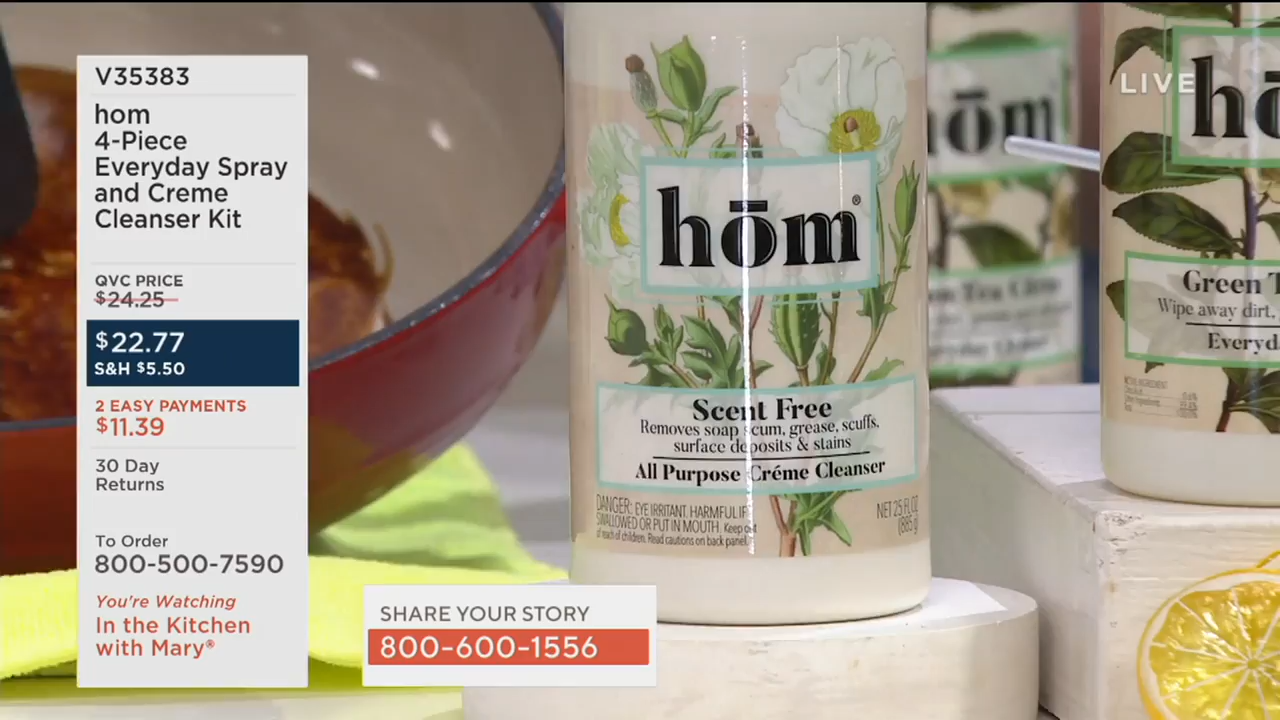 V35383
hom
4-Piece
Everyday Spray
and Creme
Cleanser Kit
QVC PRICE
$24.25
$22.77
S&H $5.50
2 EASY PAYMENTS
$11.39
30 Day
Returns
To Order
800-500-7590
You're Watching
In the Kitchen
with Mary®
SHARE YOUR STORY
800-600-1556
hōm®
Scent Free
Removes soap scum, grease, scuffs,
surface deposits & stains
All Purpose Créme Cleanser
DANGER: EYE IRRITANT. HARMFUL IF
SWALLOWED OR PUT IN MOUTH. Keep out
of reach of children. Read cautions on back panel.
NET 25 FL OZ
(885 g)
hōm
LIVE
Green
Wipe away dirt,